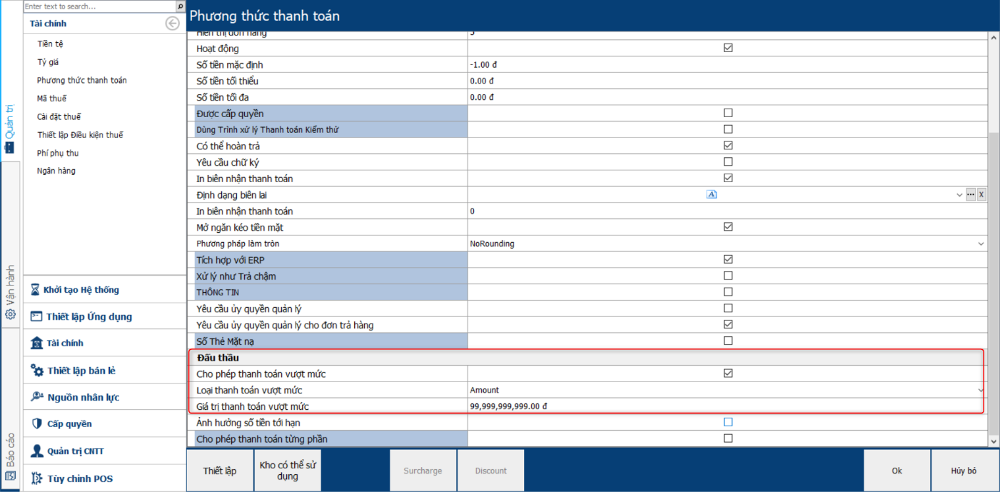 Enter text to search...
Tài chính
Tiền tệ
Tỷ giá
Phương thức thanh toán
Mã thuế
Cài đặt thuế
Thiết lập Điều kiện thuế
Phí phụ thu
Ngân hàng
Quản trị
Vận hành
Báo cáo
Khởi tạo Hệ thống
Thiết lập Ứng dụng
Tài chính
Thiết lập bán lẻ
Nguồn nhân lực
Cấp quyền
Quản trị CNTT
Tùy chỉnh POS
Phương thức thanh toán
Hiển thị đơn hàng
Hoạt động
Số tiền mặc định -1.00 đ
Số tiền tối thiểu 0.00 đ
Số tiền tối đa 0.00 đ
Được cấp quyền
Dùng Trình xử lý Thanh toán Kiểm thử
Có thể hoàn trả
Yêu cầu chữ ký
In biên nhận thanh toán
Định dạng biên lai A ... X
In biên nhận thanh toán 0
Mở ngăn kéo tiền mặt
Phương pháp làm tròn NoRounding
Tích hợp với ERP
Xử lý như Trả chậm
THÔNG TIN
Yêu cầu ủy quyền quản lý
Yêu cầu ủy quyền quản lý cho đơn trả hàng
Số Thẻ Mặt nạ
Đấu thầu
Cho phép thanh toán vượt mức
Loại thanh toán vượt mức Amount
Giá trị thanh toán vượt mức 99,999,999,999.00 đ
Ảnh hưởng số tiền tới hạn
Cho phép thanh toán từng phần
Thiết lập
Kho có thể sử
dụng
Surcharge
Discount
Ok
Hủy bỏ